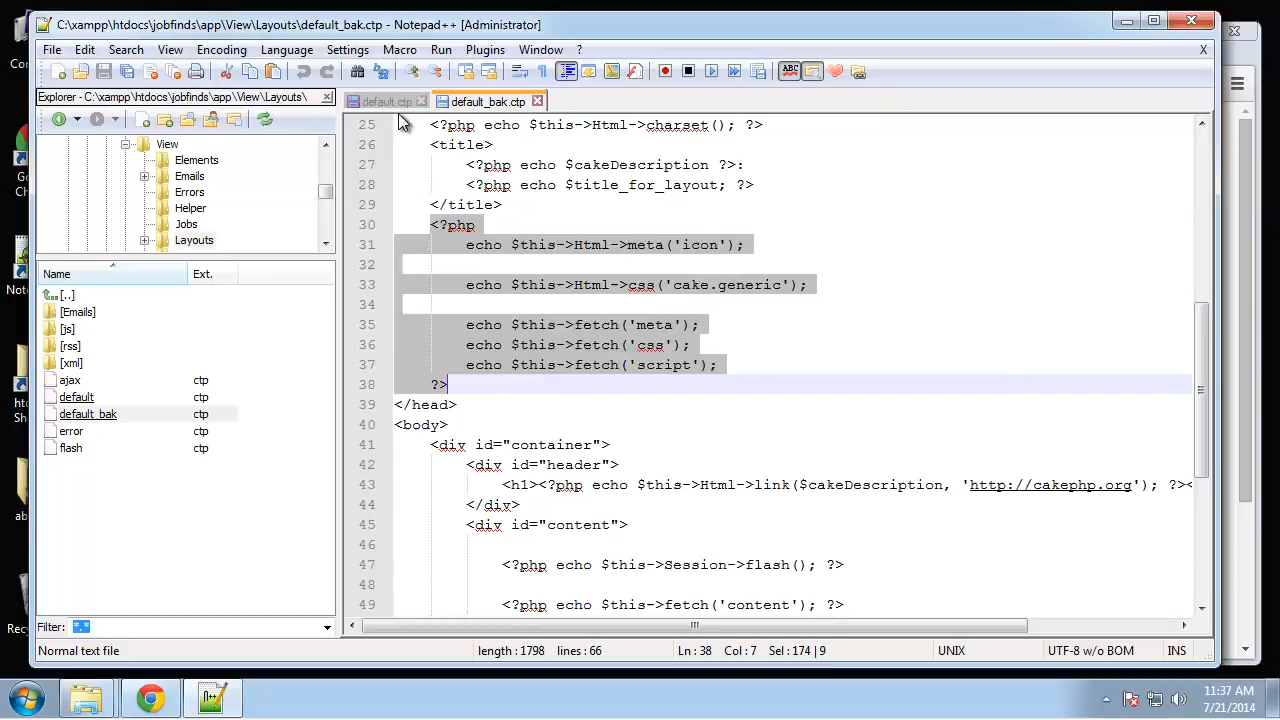 C:\xampp\htdocs\jobfinds\app\View\Layouts\default_bak.ctp - Notepad++ [Administrator]
File Edit Search View Encoding Language Settings Macro Run Plugins Window ? X
Explorer - C:\xampp\htdocs\jobfinds\app\View\Layouts\
default.ctp default_bak.ctp
View
Elements
Emails
Errors
Helper
Jobs
Layouts
Name Ext.
[..]
[Emails]
[js]
[rss]
[xml]
ajax ctp
default ctp
default_bak ctp
error ctp
flash ctp
Filter: *.*
25 <?php echo $this->Html->charset(); ?>
26 <title>
27 <?php echo $cakeDescription ?>:
28 <?php echo $title_for_layout; ?>
29 </title>
30 <?php
31 echo $this->Html->meta('icon');
32
33 echo $this->Html->css('cake.generic');
34
35 echo $this->fetch('meta');
36 echo $this->fetch('css');
37 echo $this->fetch('script');
38 ?>
39 </head>
40 <body>
41 <div id="container">
42 <div id="header">
43 <h1><?php echo $this->Html->link($cakeDescription, 'http://cakephp.org'); ?><
44 </div>
45 <div id="content">
46
47 <?php echo $this->Session->flash(); ?>
48
49 <?php echo $this->fetch('content'); ?>
Normal text file length : 1798 lines : 66 Ln : 38 Col : 7 Sel : 174 | 9 UNIX UTF-8 w/o BOM INS
11:37 AM
7/21/2014